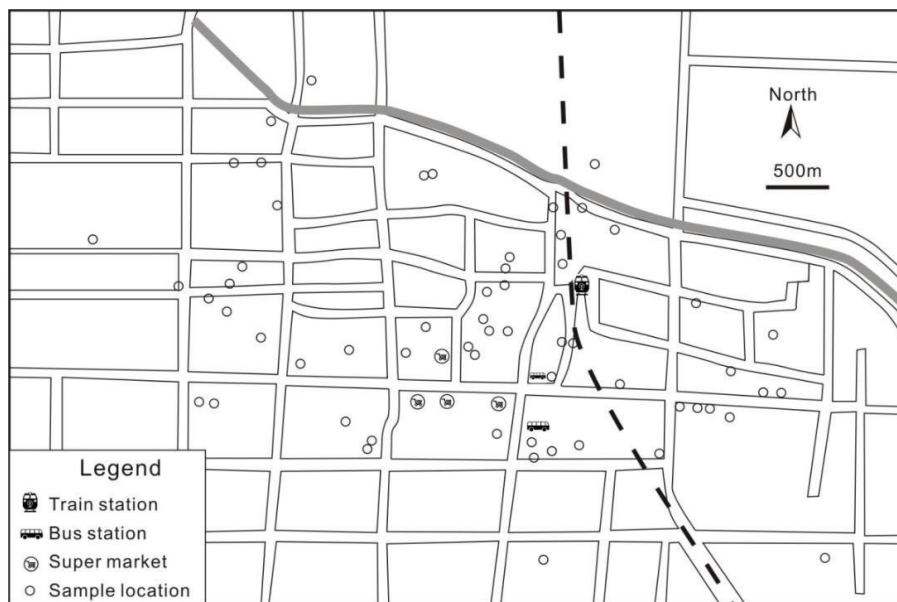 North
500m
Legend
Train station
Bus station
Super market
Sample location